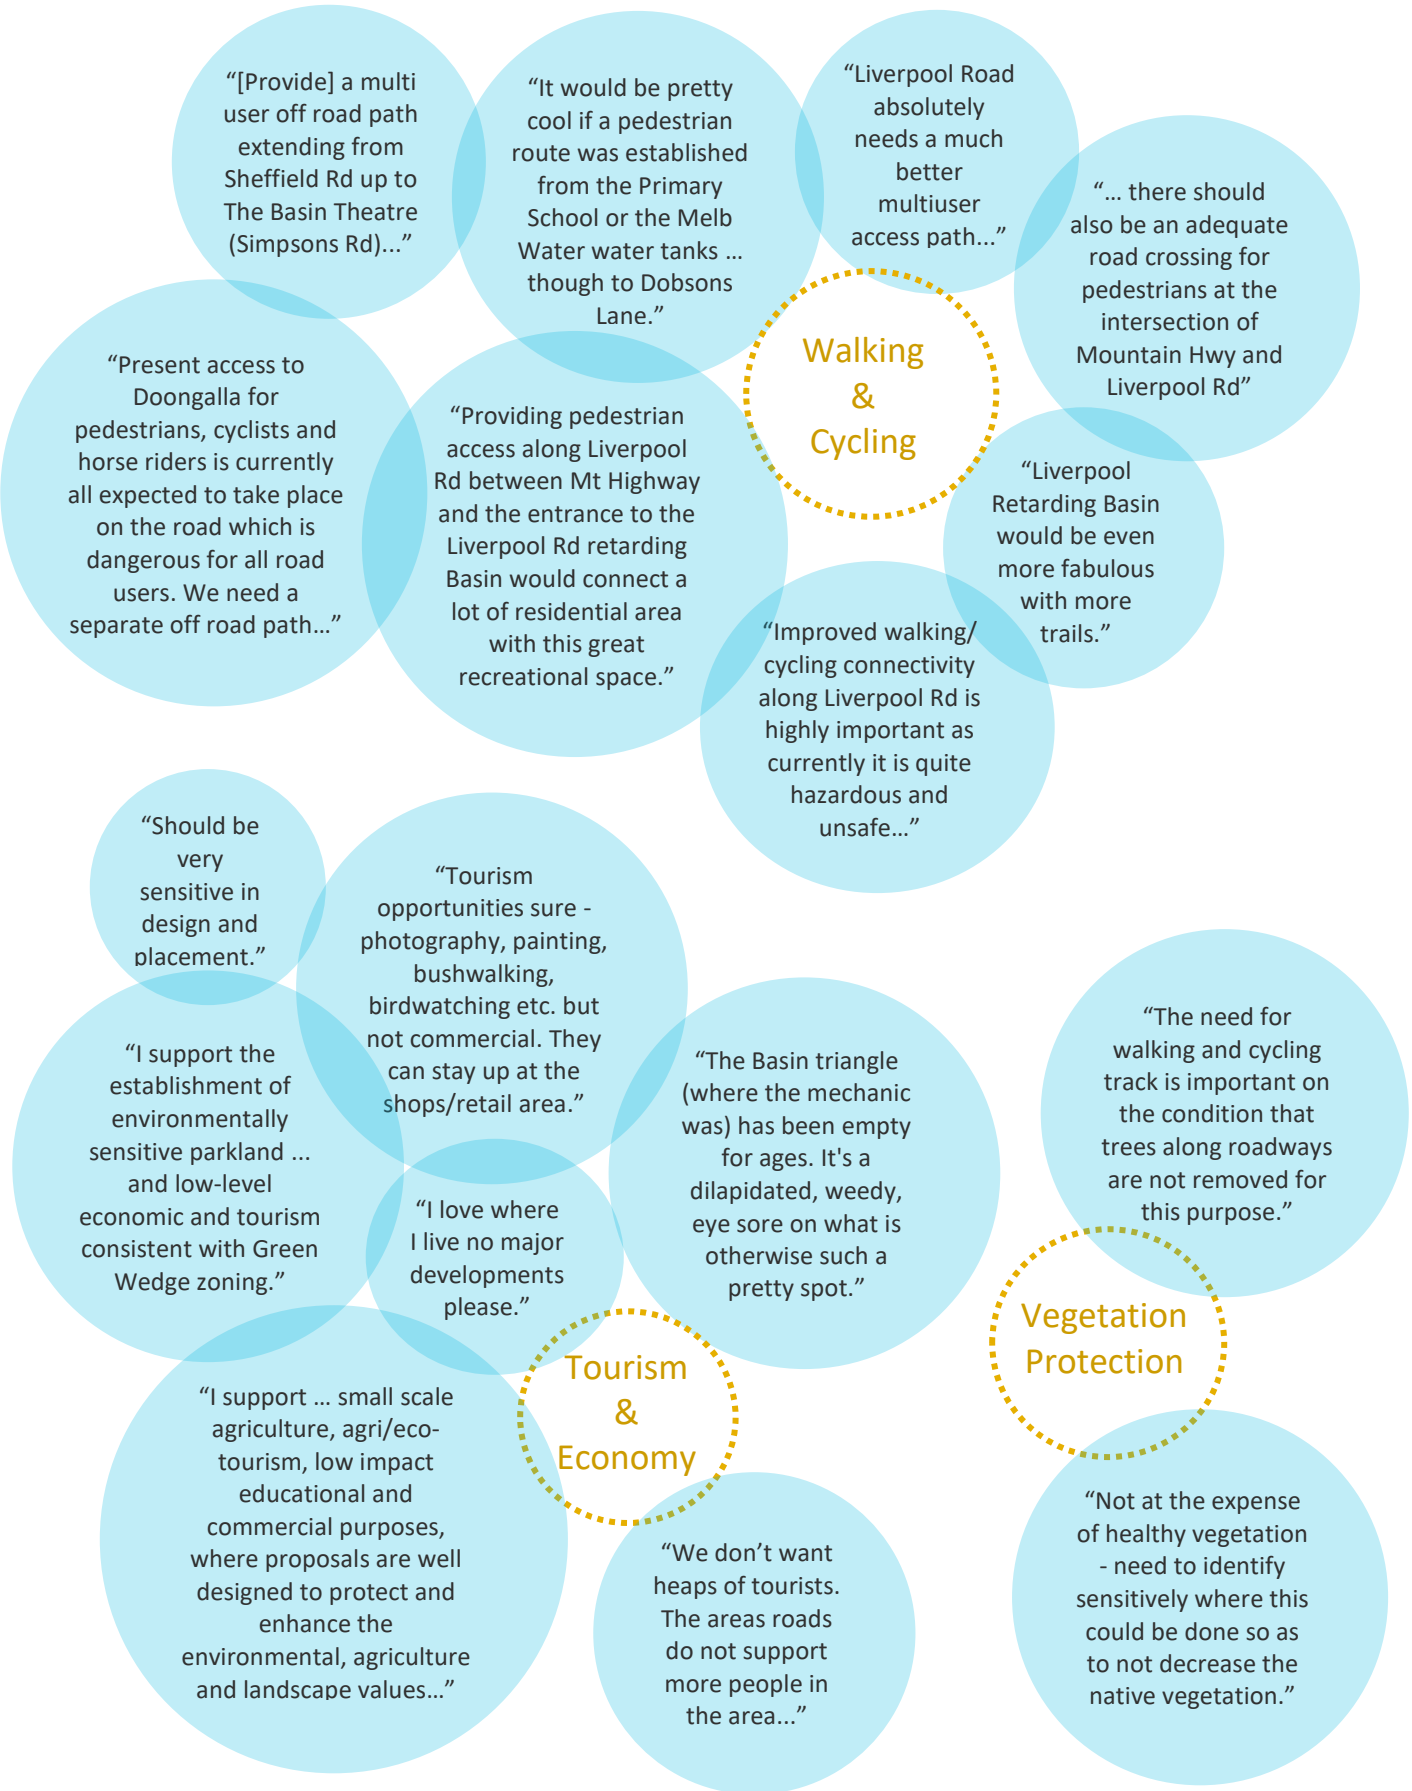 “[Provide] a multi
user off road path
extending from
Sheffield Rd up to
The Basin Theatre
(Simpsons Rd)...”
“It would be pretty
cool if a pedestrian
route was established
from the Primary
School or the Melb
Water water tanks ...
though to Dobsons
Lane.”
“Liverpool Road
absolutely
needs a much
better
multiuser
access path...”
“... there should
also be an adequate
road crossing for
pedestrians at the
intersection of
Mountain Hwy and
Liverpool Rd”
Walking
&
Cycling
“Present access to
Doongalla for
pedestrians, cyclists and
horse riders is currently
all expected to take place
on the road which is
dangerous for all road
users. We need a
separate off road path…”
“Providing pedestrian
access along Liverpool
Rd between Mt Highway
and the entrance to the
Liverpool Rd retarding
Basin would connect a
lot of residential area
with this great
recreational space.”
“Liverpool
Retarding Basin
would be even
more fabulous
with more
trails.”
“Improved walking/
cycling connectivity
along Liverpool Rd is
highly important as
currently it is quite
hazardous and
unsafe…”
“Should be
very
sensitive in
design and
placement.”
“Tourism
opportunities sure -
photography, painting,
bushwalking,
birdwatching etc. but
not commercial. They
can stay up at the
shops/retail area.”
“I support the
establishment of
environmentally
sensitive parkland ...
and low-level
economic and tourism
consistent with Green
Wedge zoning.”
“The Basin triangle
(where the mechanic
was) has been empty
for ages. It's a
dilapidated, weedy,
eye sore on what is
otherwise such a
pretty spot.”
“I love where
I live no major
developments
please.”
“The need for
walking and cycling
track is important on
the condition that
trees along roadways
are not removed for
this purpose.”
Vegetation
Protection
Tourism
&
Economy
“I support … small scale
agriculture, agri/eco-
tourism, low impact
educational and
commercial purposes,
where proposals are well
designed to protect and
enhance the
environmental, agriculture
and landscape values…”
“We don’t want
heaps of tourists.
The areas roads
do not support
more people in
the area...”
“Not at the expense
of healthy vegetation
- need to identify
sensitively where this
could be done so as
to not decrease the
native vegetation.”